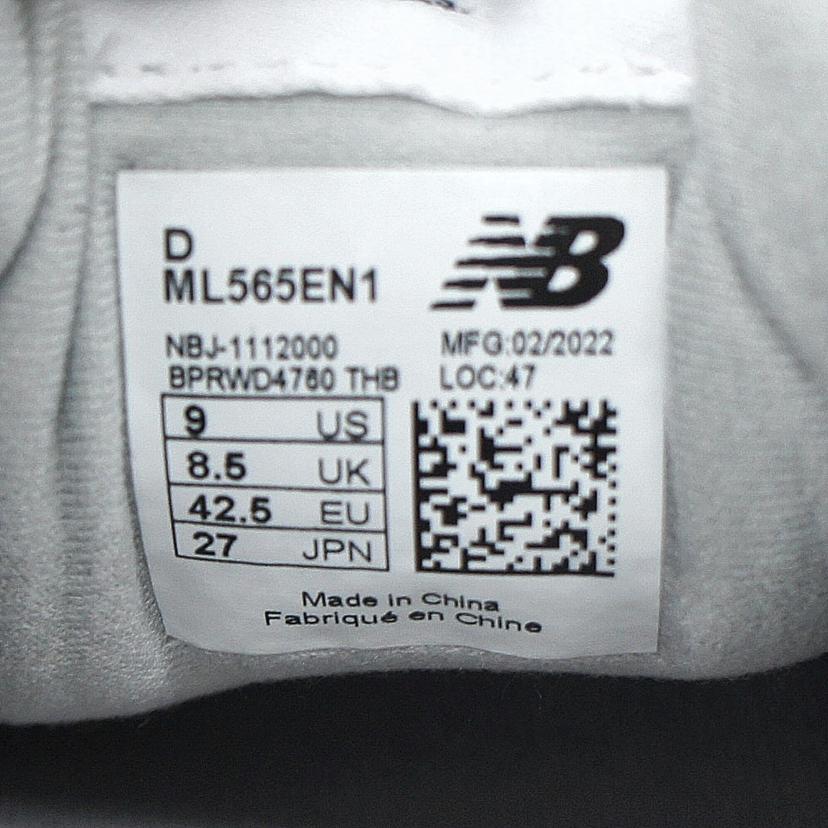 D
ML565EN1
NB
NBJ-1112000
MFG:02/2022
BPRWD4760 THB
LOC:47
9 US
8.5 UK
42.5 EU
27 JPN
Made in China
Fabriqué en Chine